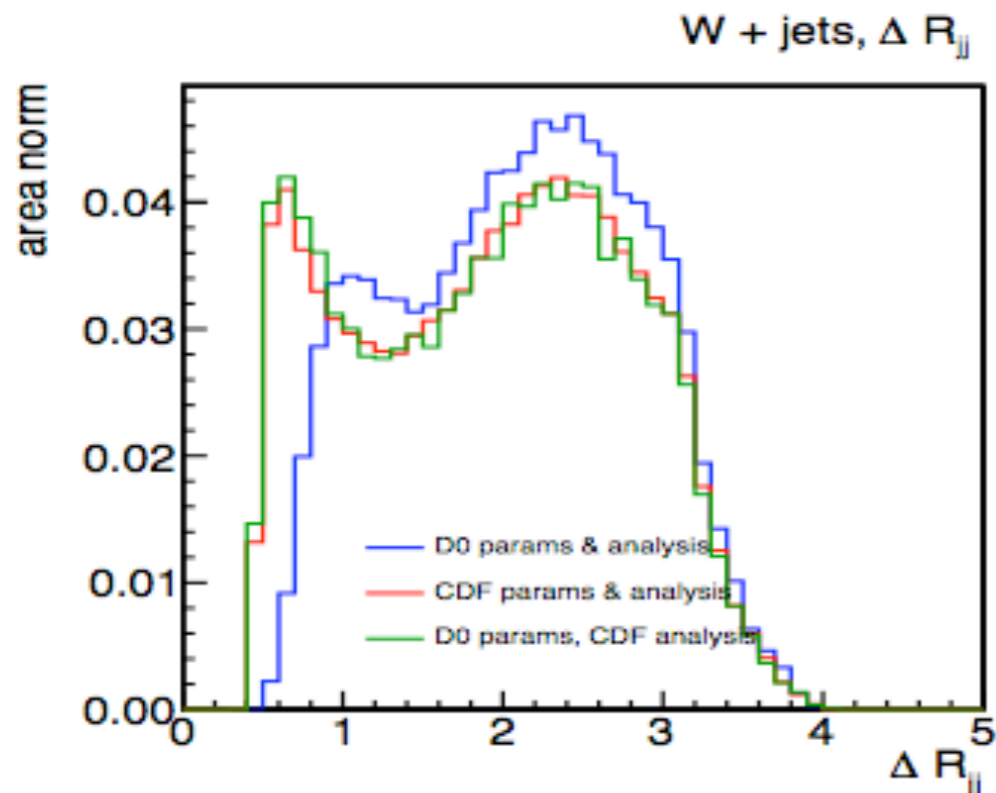 W + jets, Δ R_jj
area norm
0.04
0.03
0.02
0.01
0.00
D0 params & analysis
CDF params & analysis
D0 params, CDF analysis
0 1 2 3 4 5
Δ R_jj